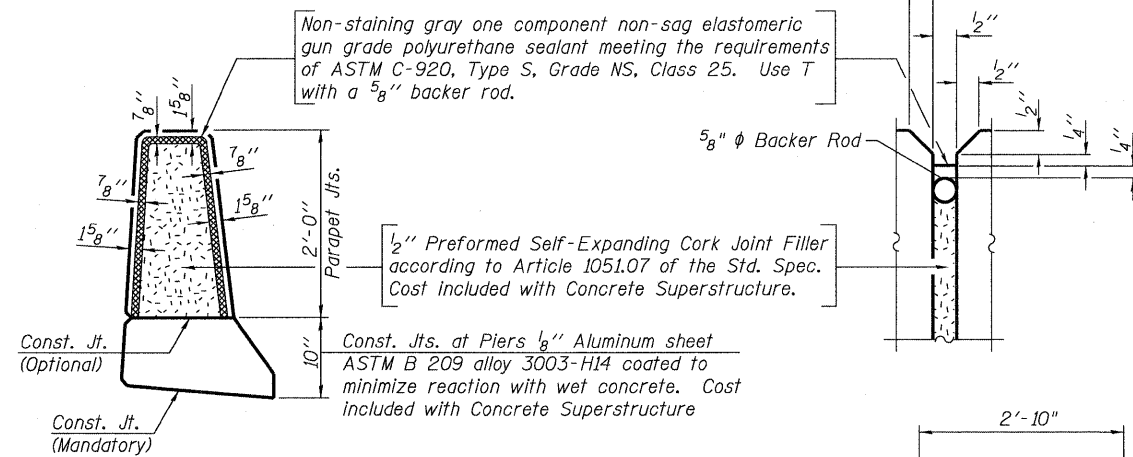 Non-staining gray one component non-sag elastomeric
gun grade polyurethane sealant meeting the requirements
of ASTM C-920, Type S, Grade NS, Class 25. Use T
with a 5/8" backer rod.
1/2"
1/2"
1/2"
1/4"
1/4"
7/8"
1 5/8"
5/8" ϕ Backer Rod
7/8"
7/8"
1 5/8"
1 5/8"
2'-0"
Parapet Jts.
1/2" Preformed Self-Expanding Cork Joint Filler
according to Article 1051.07 of the Std. Spec.
Cost included with Concrete Superstructure.
Const. Jt.
(Optional)
10"
Const. Jts. at Piers 1/8" Aluminum sheet
ASTM B 209 alloy 3003-H14 coated to
minimize reaction with wet concrete. Cost
included with Concrete Superstructure
Const. Jt.
(Mandatory)
2'-10"